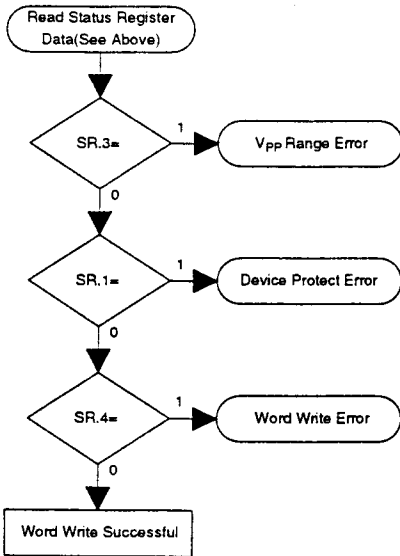 Read Status Register
Data(See Above)
SR.3=
1
VPP Range Error
0
SR.1=
1
Device Protect Error
0
SR.4=
1
Word Write Error
0
Word Write Successful